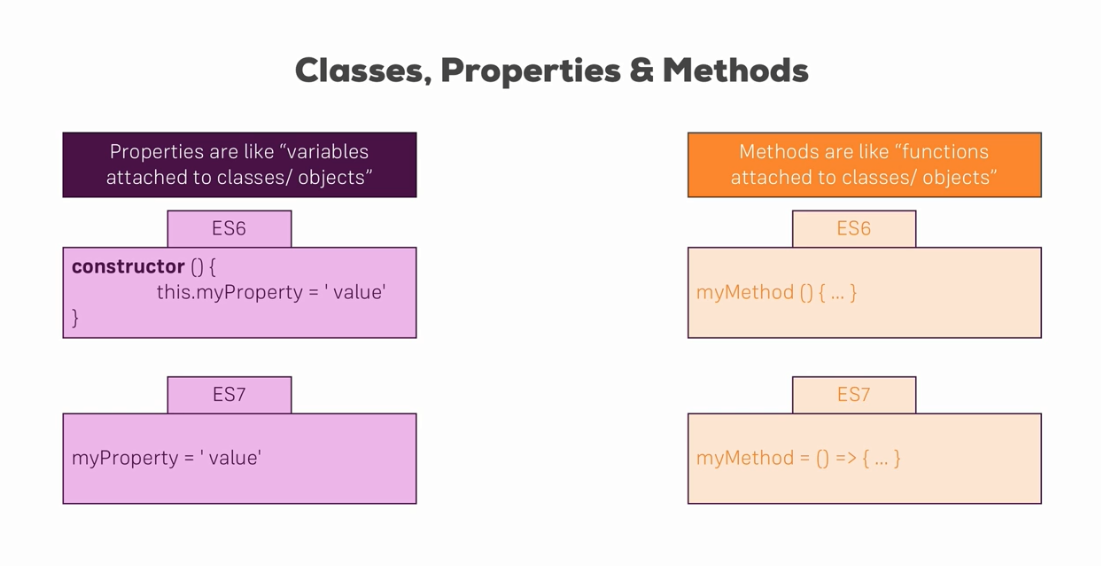 Classes, Properties & Methods
Properties are like “variables
attached to classes/ objects”
ES6
constructor () {
this.myProperty = ' value'
}
ES7
myProperty = ' value'
Methods are like “functions
attached to classes/ objects”
ES6
myMethod () { ... }
ES7
myMethod = () => { ... }